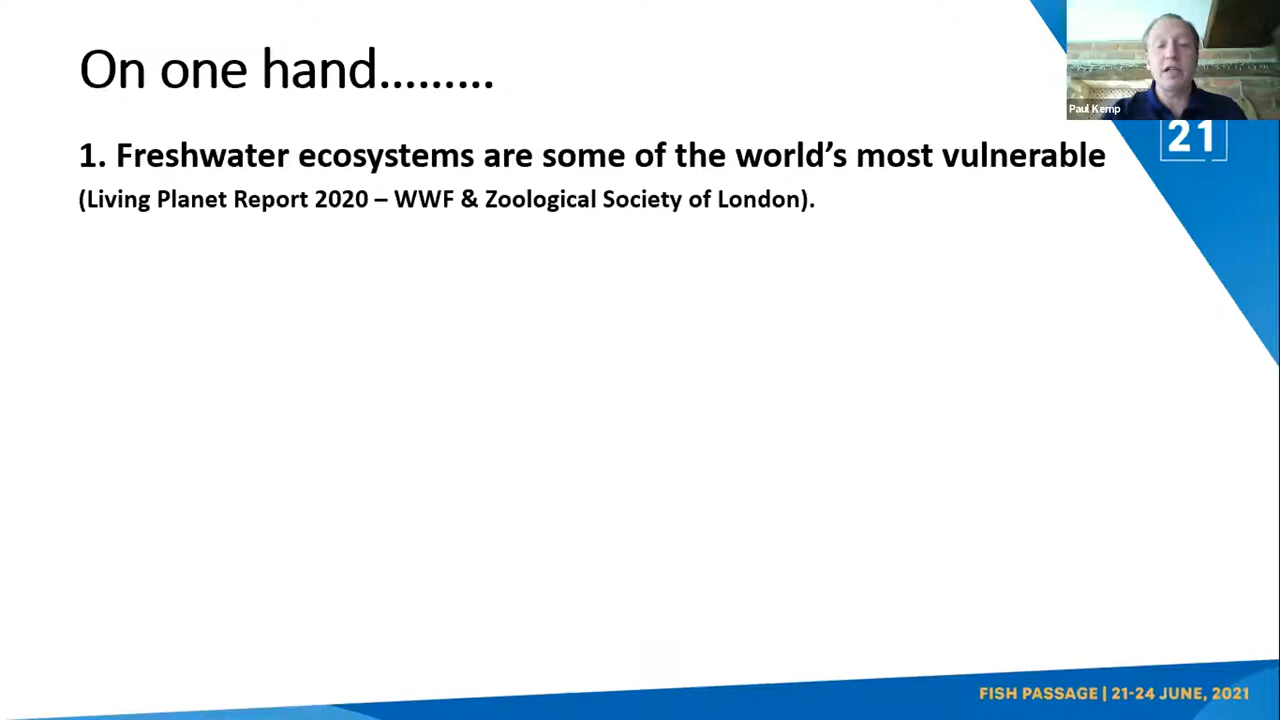 On one hand.........
Paul Kemp
21
1. Freshwater ecosystems are some of the world’s most vulnerable
(Living Planet Report 2020 – WWF & Zoological Society of London).
FISH PASSAGE | 21-24 JUNE, 2021